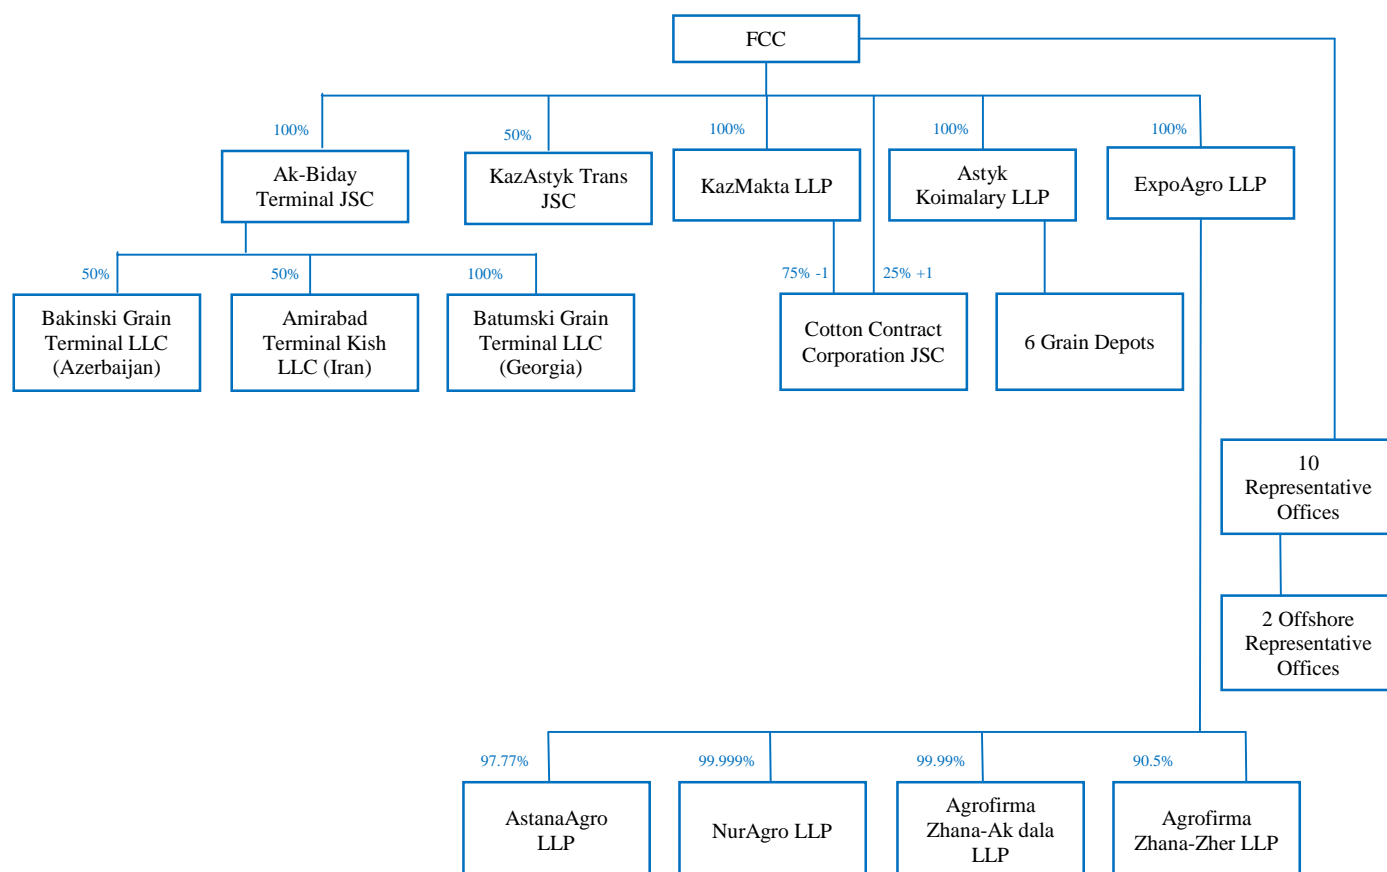 FCC
100%
50%
100%
100%
100%
Ak-Biday
Terminal JSC
KazAstyk Trans
JSC
KazMakta LLP
Astyk
Koimalary LLP
ExpoAgro LLP
50%
50%
100%
75% -1
25% +1
Bakinski Grain
Terminal LLC
(Azerbaijan)
Amirabad
Terminal Kish
LLC (Iran)
Batumski Grain
Terminal LLC
(Georgia)
Cotton Contract
Corporation JSC
6 Grain Depots
10
Representative
Offices
2 Offshore
Representative
Offices
97.77%
99.999%
99.99%
90.5%
AstanaAgro
LLP
NurAgro LLP
Agrofirma
Zhana-Ak dala
LLP
Agrofirma
Zhana-Zher LLP